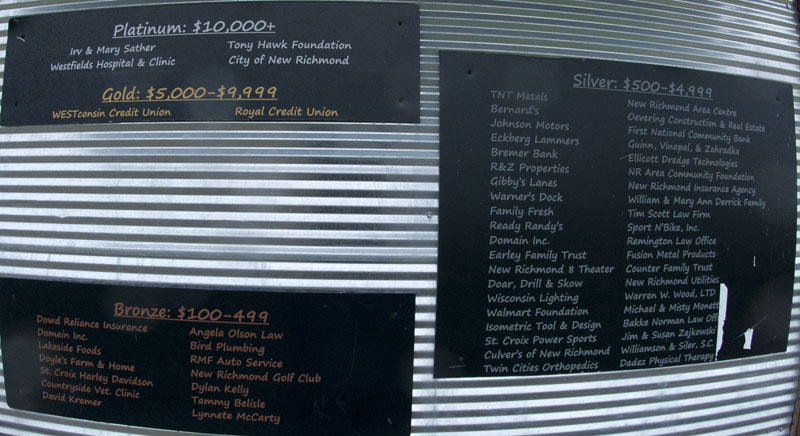 Platinum: $10,000+
Irv & Mary Sather
Westfields Hospital & Clinic
Tony Hawk Foundation
City of New Richmond
Gold: $5,000-$9,999
WESTconsin Credit Union
Royal Credit Union
Silver: $500-$4,999
TNT Metals
Bernard's
Johnson Motors
Eckberg Lammers
Bremer Bank
R&Z Properties
Gibby's Lanes
Warner's Dock
Family Fresh
Ready Randy's
Domain Inc.
Earley Family Trust
New Richmond 8 Theater
Doar, Drill & Skow
Wisconsin Lighting
Walmart Foundation
Isometric Tool & Design
St. Croix Power Sports
Culver's of New Richmond
Twin Cities Orthopedics
New Richmond Area Centre
Oevering Construction & Real Estate
First National Community Bank
Guinn, Vinopal, & Zahradka
Ellicott Dredge Technologies
NR Area Community Foundation
New Richmond Insurance Agency
William & Mary Ann Derrick Family
Tim Scott Law Firm
Sport N'Bike, Inc.
Remington Law Office
Fusion Metal Products
Counter Family Trust
New Richmond Utilities
Warren W. Wood, LTD
Michael & Misty Monett
Bakke Norman Law Off
Jim & Susan Zajkowski
Williamson & Siler, S.C.
Dadez Physical Therapy
Bronze: $100-499
Dowd Reliance Insurance
Domain Inc.
Lakeside Foods
Doyle's Farm & Home
St. Croix Harley Davidson
Countryside Vet. Clinic
David Kramer
Angela Olson Law
Bird Plumbing
RMF Auto Service
New Richmond Golf Club
Dylan Kelly
Tammy Belisle
Lynnete McCarty